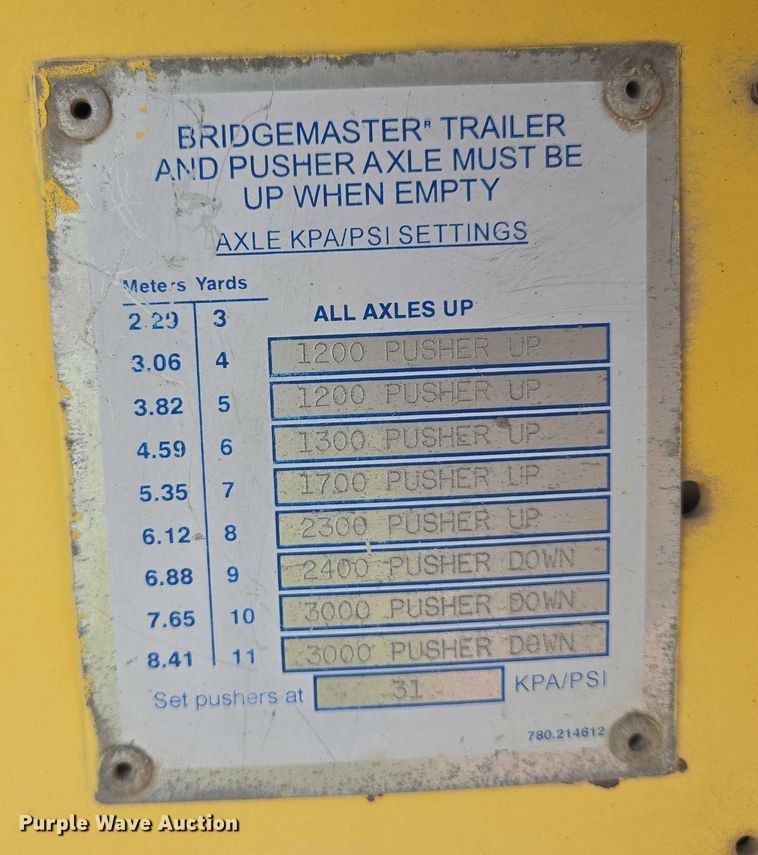 BRIDGEMASTER® TRAILER
AND PUSHER AXLE MUST BE
UP WHEN EMPTY
AXLE KPA/PSI SETTINGS
Meters Yards
2.29 3 ALL AXLES UP
3.06 4 1200 PUSHER UP
3.82 5 1200 PUSHER UP
4.59 6 1300 PUSHER UP
5.35 7 1700 PUSHER UP
6.12 8 2300 PUSHER UP
6.88 9 2400 PUSHER DOWN
7.65 10 3000 PUSHER DOWN
8.41 11 3000 PUSHER DOWN
Set pushers at 31 KPA/PSI
780.214612
Purple Wave Auction